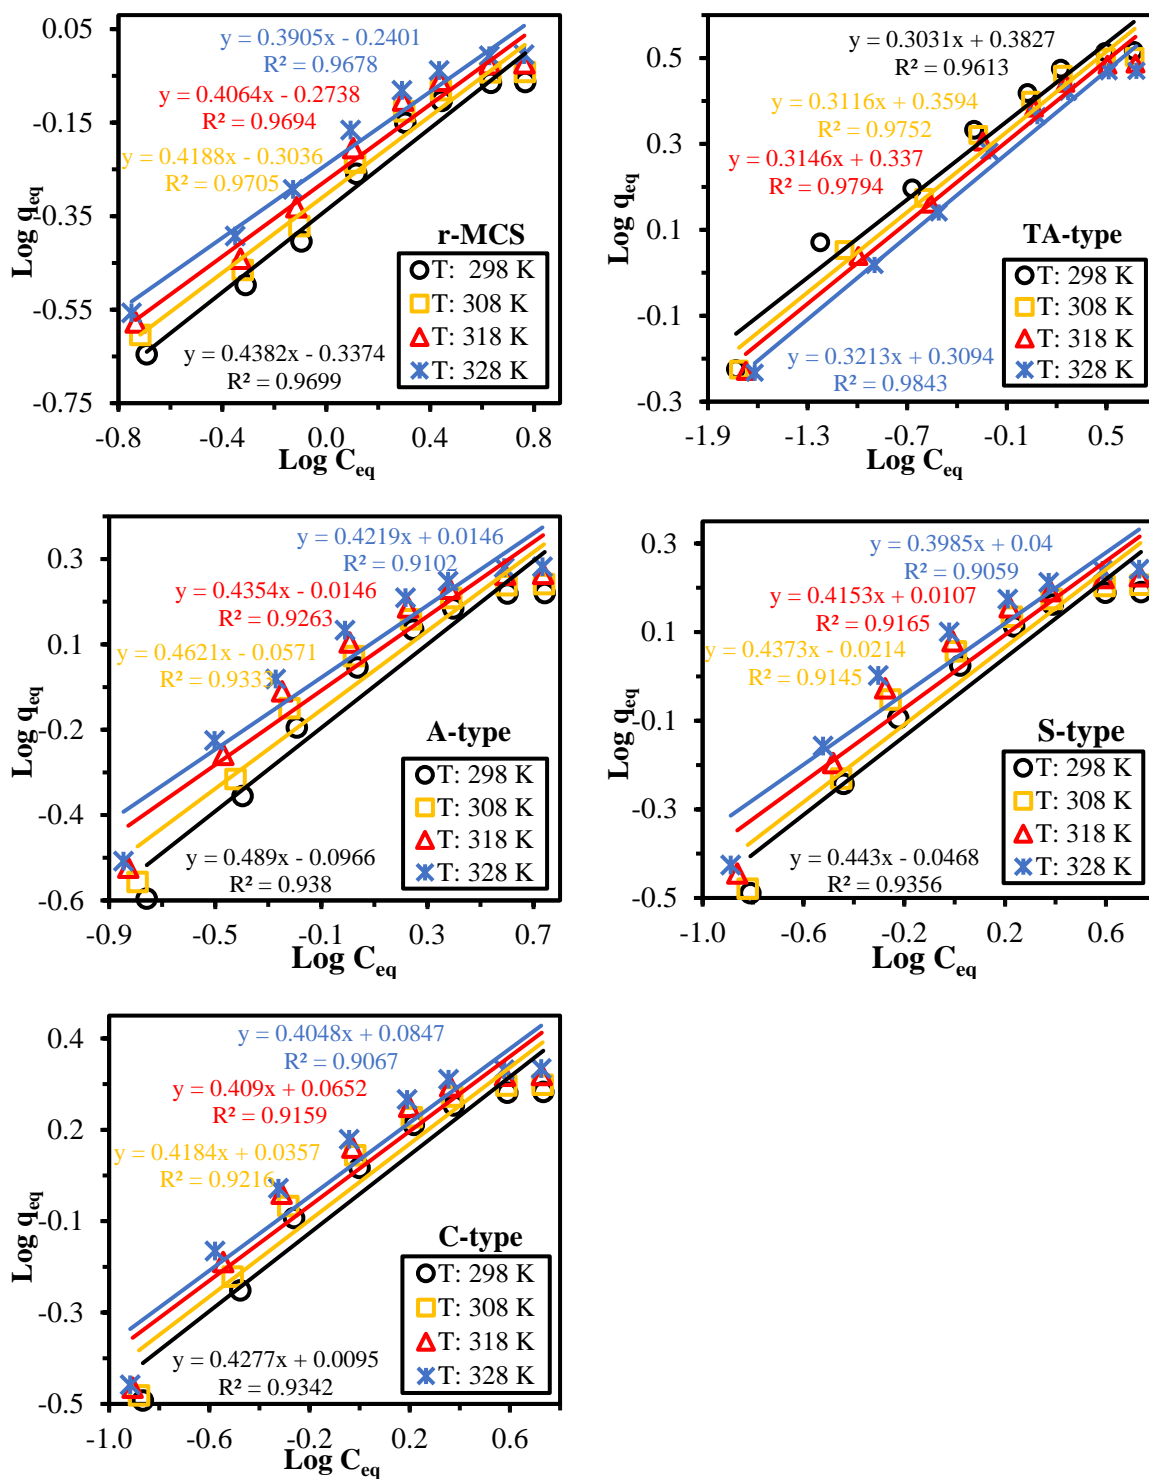 0.05
-0.15
-0.35
-0.55
-0.75
Log q_eq
y = 0.3905x - 0.2401
R² = 0.9678
y = 0.4064x - 0.2738
R² = 0.9694
y = 0.4188x - 0.3036
R² = 0.9705
r-MCS
T: 298 K
T: 308 K
T: 318 K
T: 328 K
y = 0.4382x - 0.3374
R² = 0.9699
-0.8 -0.4 0.0 0.4 0.8
Log C_eq
0.5
0.3
0.1
-0.1
-0.3
Log q_eq
y = 0.3031x + 0.3827
R² = 0.9613
y = 0.3116x + 0.3594
R² = 0.9752
y = 0.3146x + 0.337
R² = 0.9794
TA-type
T: 298 K
T: 308 K
T: 318 K
T: 328 K
y = 0.3213x + 0.3094
R² = 0.9843
-1.9 -1.3 -0.7 -0.1 0.5
Log C_eq
0.3
0.1
-0.2
-0.4
-0.6
Log q_eq
y = 0.4219x + 0.0146
R² = 0.9102
y = 0.4354x - 0.0146
R² = 0.9263
y = 0.4621x - 0.0571
R² = 0.9333
A-type
T: 298 K
T: 308 K
T: 318 K
T: 328 K
y = 0.489x - 0.0966
R² = 0.938
-0.9 -0.5 -0.1 0.3 0.7
Log C_eq
0.3
0.1
-0.1
-0.3
-0.5
Log q_eq
y = 0.3985x + 0.04
R² = 0.9059
y = 0.4153x + 0.0107
R² = 0.9165
y = 0.4373x - 0.0214
R² = 0.9145
S-type
T: 298 K
T: 308 K
T: 318 K
T: 328 K
y = 0.443x - 0.0468
R² = 0.9356
-1.0 -0.6 -0.2 0.2 0.6
Log C_eq
0.4
0.2
-0.1
-0.3
-0.5
Log q_eq
y = 0.4048x + 0.0847
R² = 0.9067
y = 0.409x + 0.0652
R² = 0.9159
y = 0.4184x + 0.0357
R² = 0.9216
C-type
T: 298 K
T: 308 K
T: 318 K
T: 328 K
y = 0.4277x + 0.0095
R² = 0.9342
-1.0 -0.6 -0.2 0.2 0.6
Log C_eq